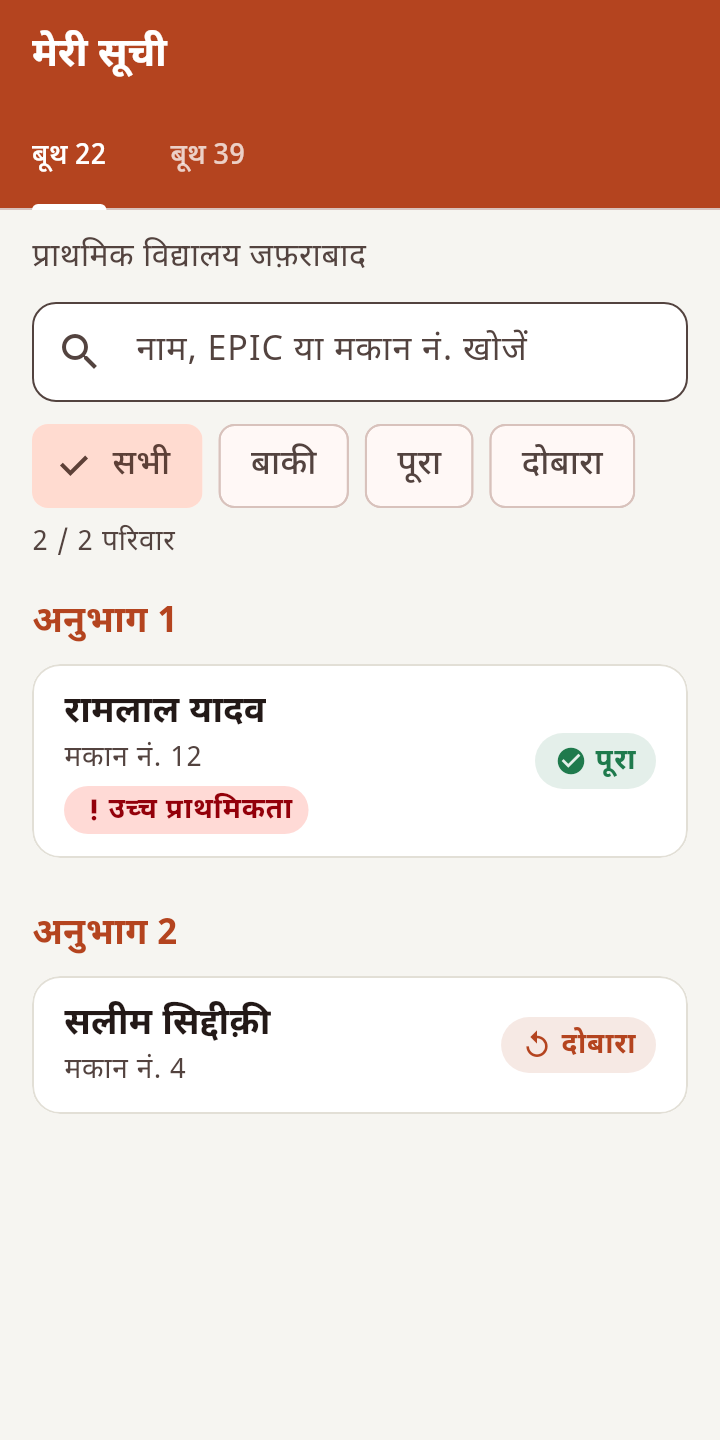 मेरी सूची
बूथ 22 बूथ 39
प्राथमिक विद्यालय जफ़राबाद
नाम, EPIC या मकान नं. खोजें
सभी बाकी पूरा दोबारा
2 / 2 परिवार
अनुभाग 1
रामलाल यादव
मकान नं. 12
पूरा
! उच्च प्राथमिकता
अनुभाग 2
सलीम सिद्दीक़ी
मकान नं. 4
दोबारा